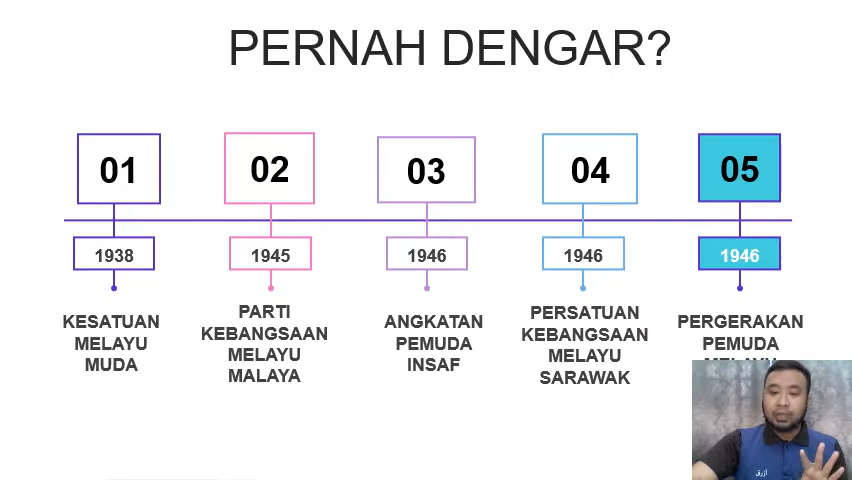 PERNAH DENGAR?
01
02
03
04
05
1938
1945
1946
1946
1946
KESATUAN
MELAYU
MUDA
PARTI
KEBANGSAAN
MELAYU
MALAYA
ANGKATAN
PEMUDA
INSAF
PERSATUAN
KEBANGSAAN
MELAYU
SARAWAK
PERGERAKAN
PEMUDA
MELAYU